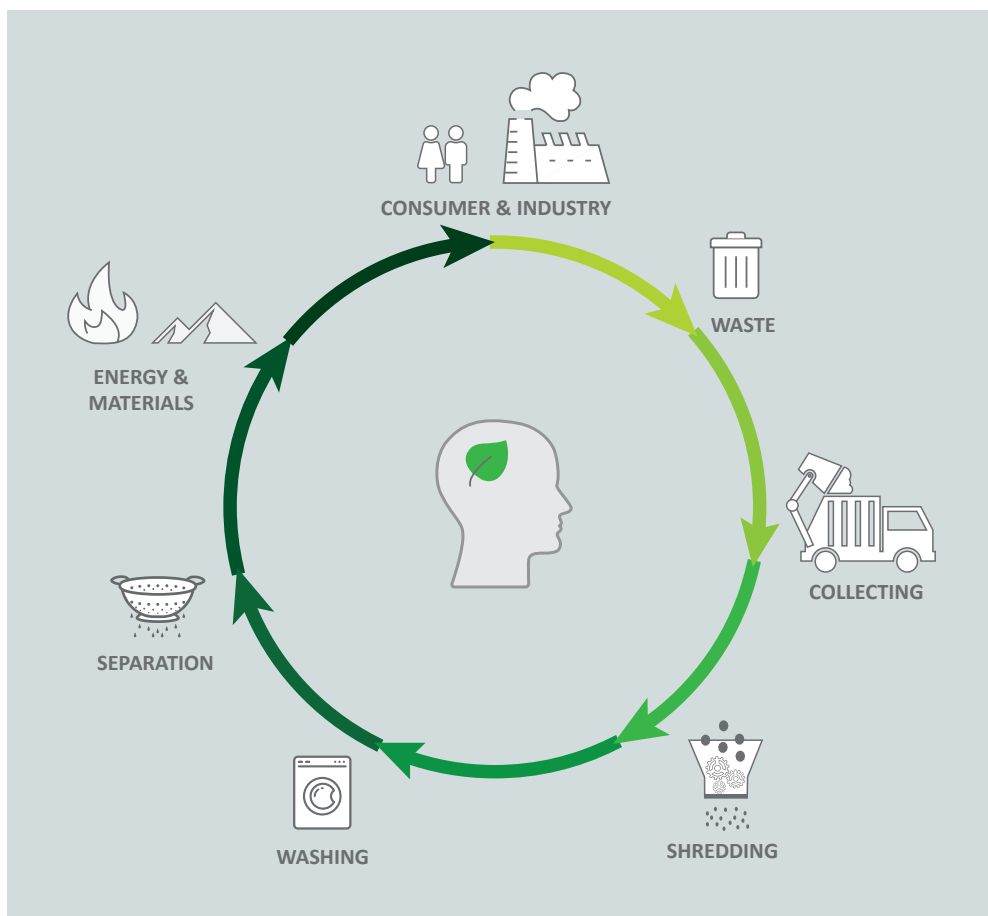 CONSUMER & INDUSTRY
WASTE
COLLECTING
SHREDDING
WASHING
SEPARATION
ENERGY &
MATERIALS